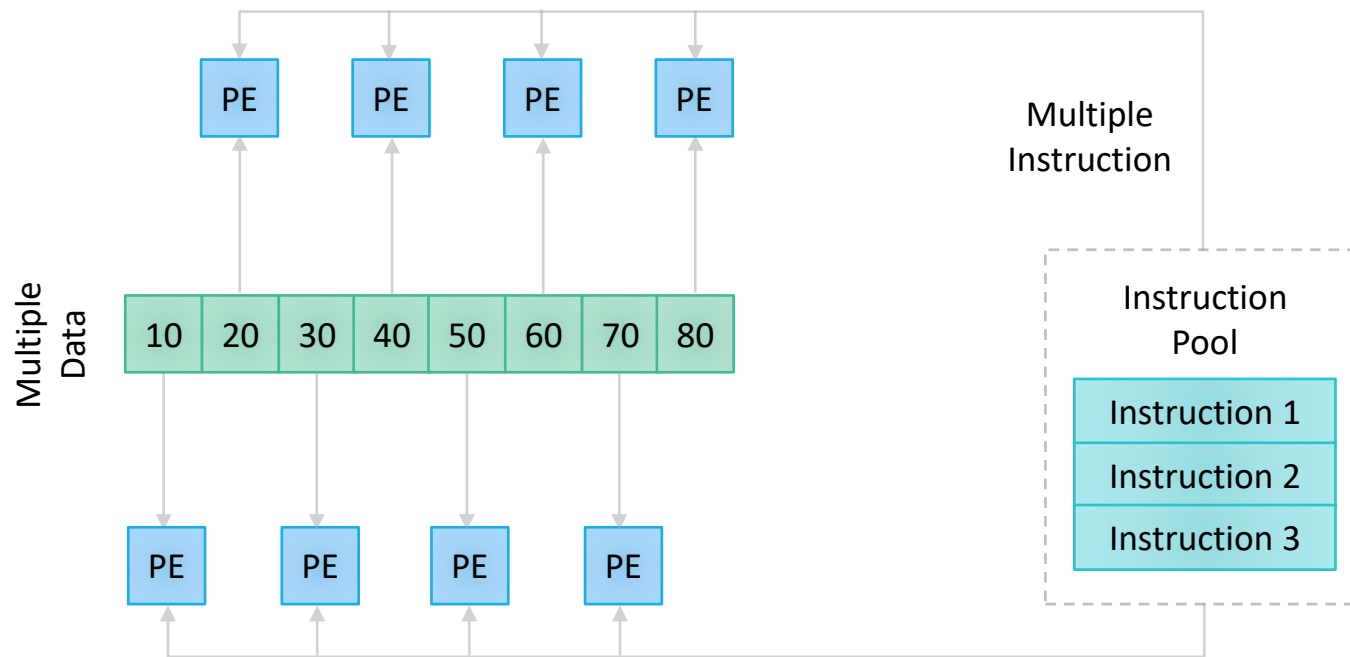 PE PE PE PE
Multiple
Instruction
Multiple
Data
10 20 30 40 50 60 70 80
Instruction
Pool
Instruction 1
Instruction 2
Instruction 3
PE PE PE PE